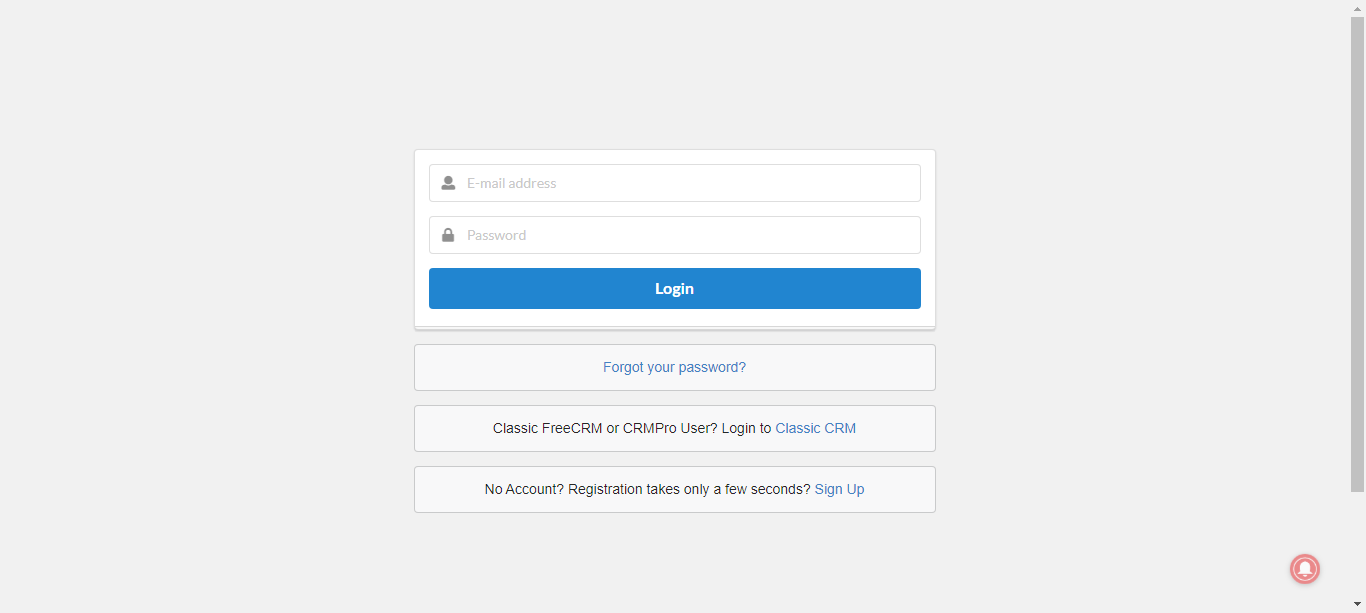 E-mail address
Password
Login
Forgot your password?
Classic FreeCRM or CRMPro User? Login to Classic CRM
No Account? Registration takes only a few seconds? Sign Up